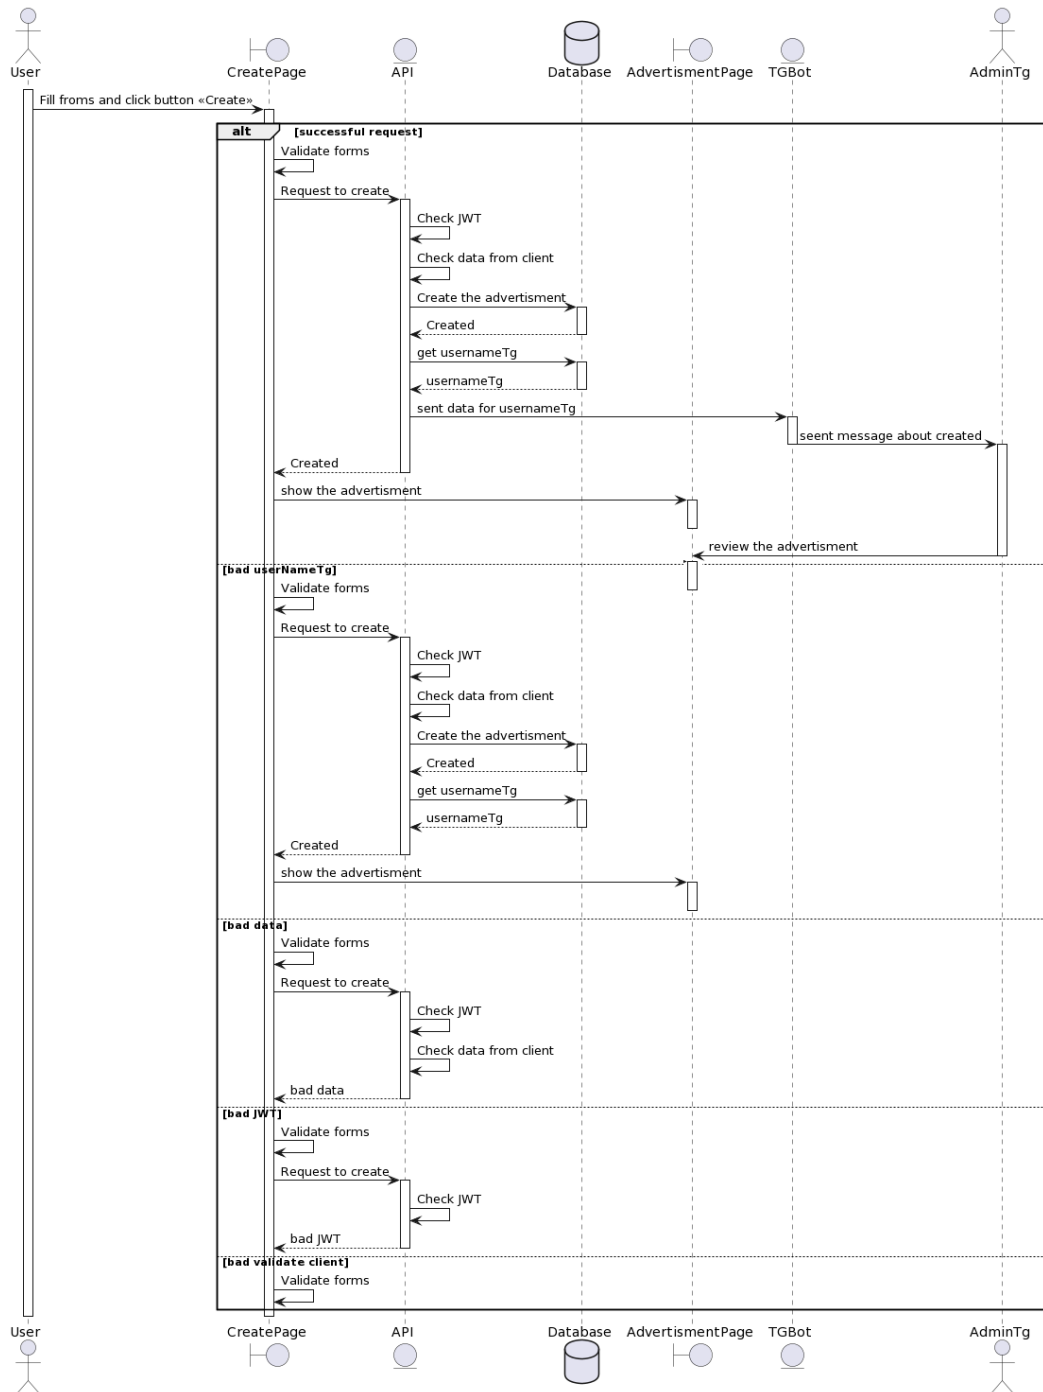 User
CreatePage
API
Database
AdvertismentPage
TGBot
AdminTg
Fill froms and click button «Create»
alt [successful request]
Validate forms
Request to create
Check JWT
Check data from client
Create the advertisment
Created
get usernameTg
usernameTg
sent data for usernameTg
seent message about created
Created
show the advertisment
review the advertisment
[bad userNameTg]
Validate forms
Request to create
Check JWT
Check data from client
Create the advertisment
Created
get usernameTg
usernameTg
Created
show the advertisment
[bad data]
Validate forms
Request to create
Check JWT
Check data from client
bad data
[bad JWT]
Validate forms
Request to create
Check JWT
bad JWT
[bad validate client]
Validate forms
User
CreatePage
API
Database
AdvertismentPage
TGBot
AdminTg